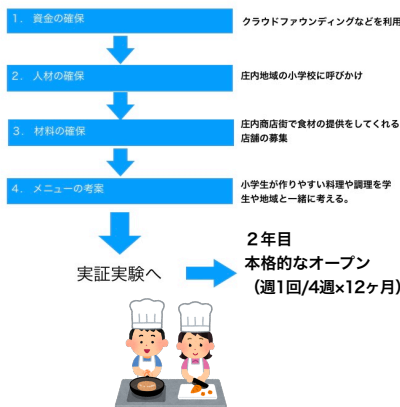 1. 資金の確保
クラウドファウンディングなどを利用
2. 人材の確保
庄内地域の小学校に呼びかけ
3. 材料の確保
庄内商店街で食材の提供をしてくれる
店舗の募集
4. メニューの考案
小学生が作りやすい料理や調理を学
生や地域と一緒に考える。
実証実験へ
２年目
本格的なオープン
（週1回/4週×12ヶ月）